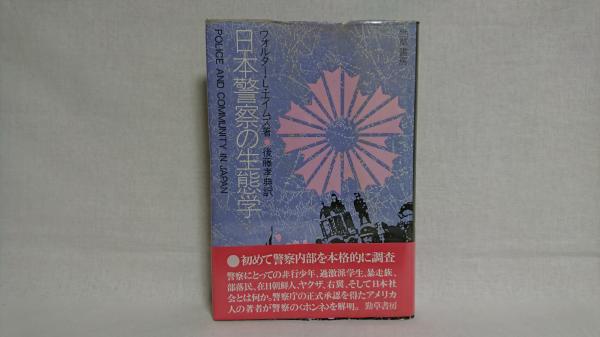 ウォルター・L・エイムズ著●後藤孝典訳
日本警察の生態学
POLICE AND COMMUNITY IN JAPAN
勁草書房
●初めて警察内部を本格的に調査
警察にとっての非行少年、過激派学生、暴走族、
部落民、在日朝鮮人、ヤクザ、右翼、そして日本社
会とは何か。警察庁の正式承認を得たアメリカ
人の著者が警察の〈ホンネ〉を解明。 勁草書房